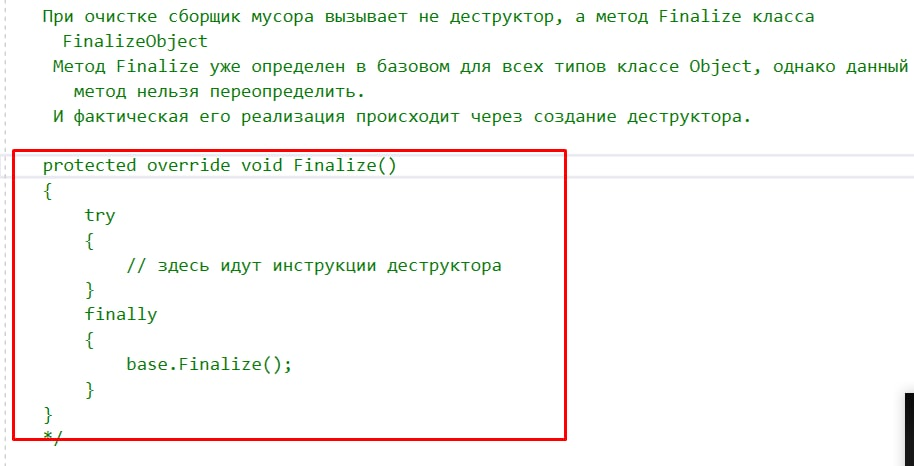 При очистке сборщик мусора вызывает не деструктор, а метод Finalize класса
FinalizeObject
Метод Finalize уже определен в базовом для всех типов классе Object, однако данный
метод нельзя переопределить.
И фактическая его реализация происходит через создание деструктора.
protected override void Finalize()
{
try
{
// здесь идут инструкции деструктора
}
finally
{
base.Finalize();
}
}
*/